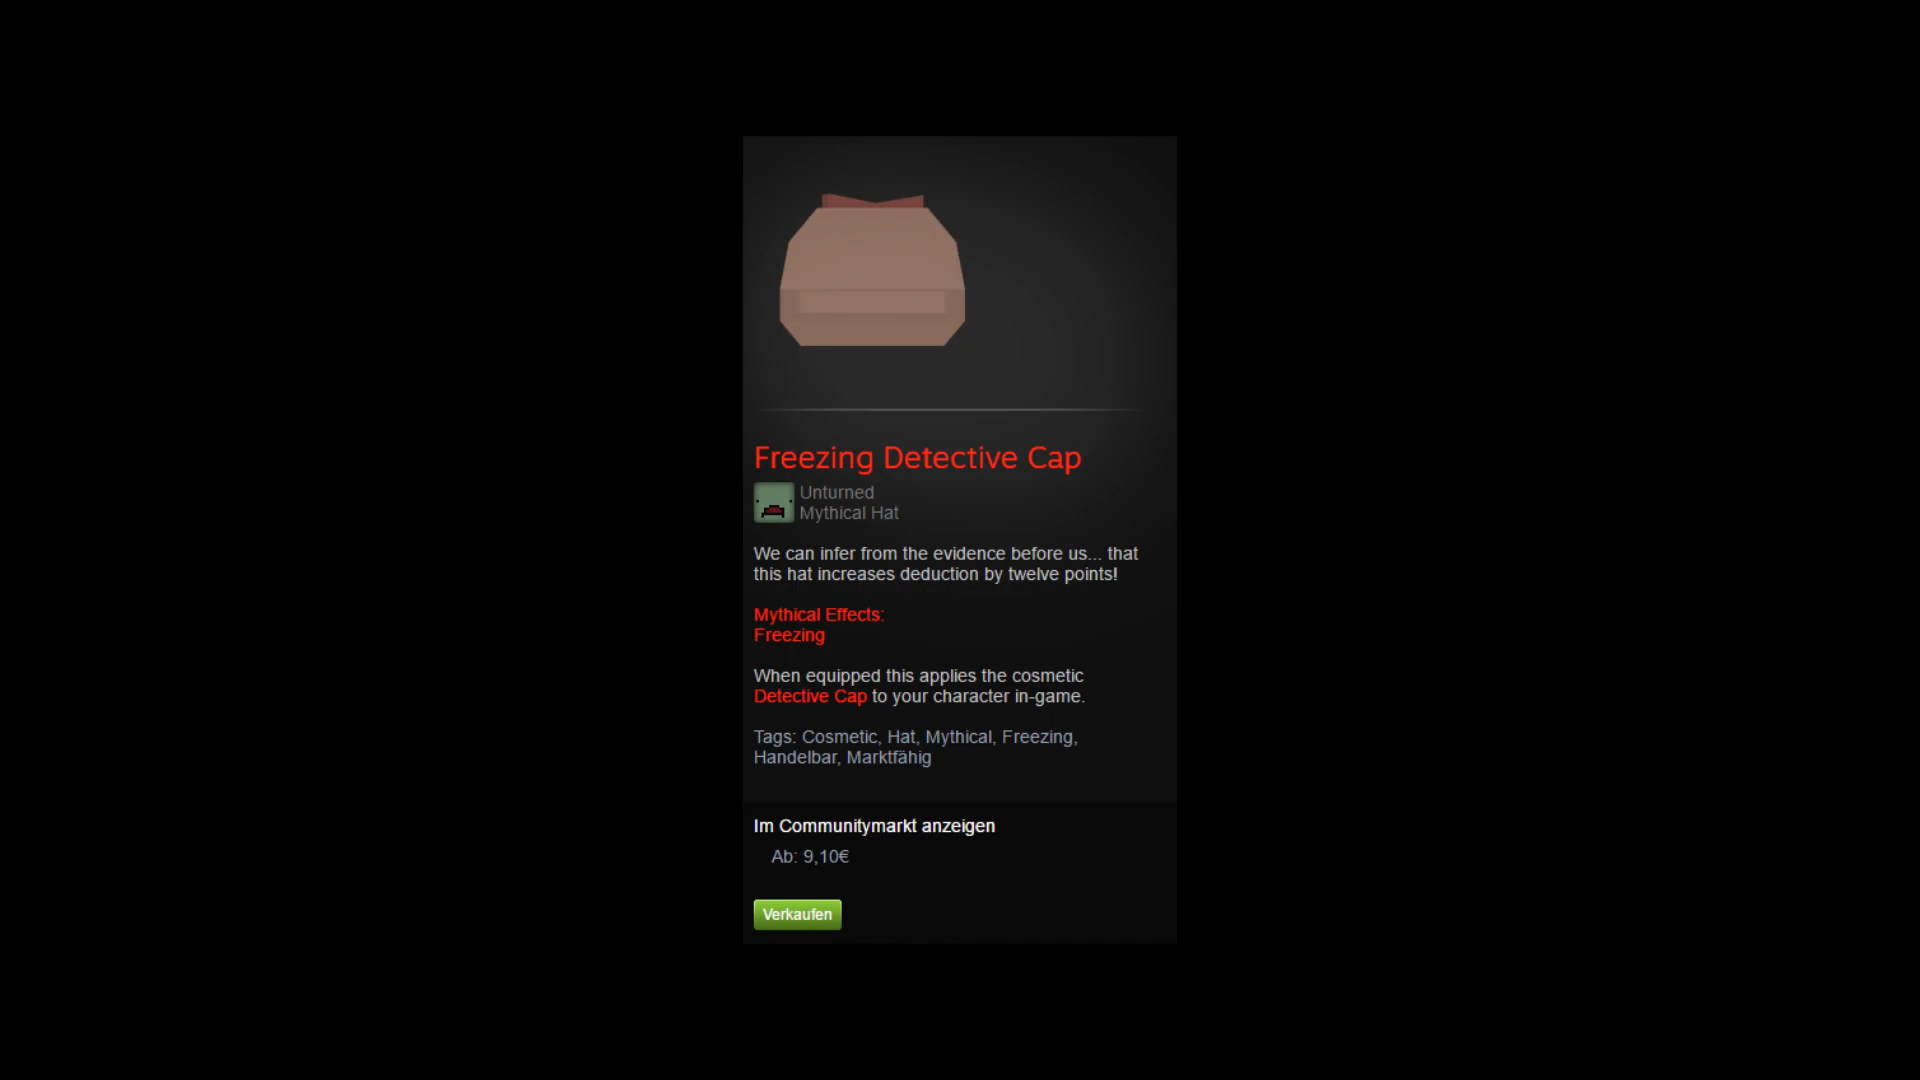 Freezing Detective Cap
Unturned
Mythical Hat
We can infer from the evidence before us... that
this hat increases deduction by twelve points!
Mythical Effects:
Freezing
When equipped this applies the cosmetic
Detective Cap to your character in-game.
Tags: Cosmetic, Hat, Mythical, Freezing,
Handelbar, Marktfähig
Im Communitymarkt anzeigen
Ab: 9,10€
Verkaufen